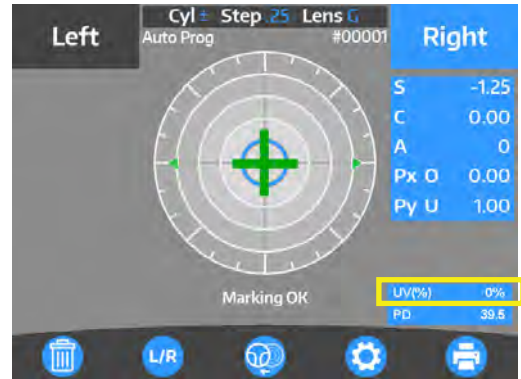 Cyl ± Step .25 Lens G
Left
Auto Prog #00001
Right
S -1.25
C 0.00
A 0
Px O 0.00
Py U 1.00
Marking OK
UV(%) 0%
PD 39.5
L/R